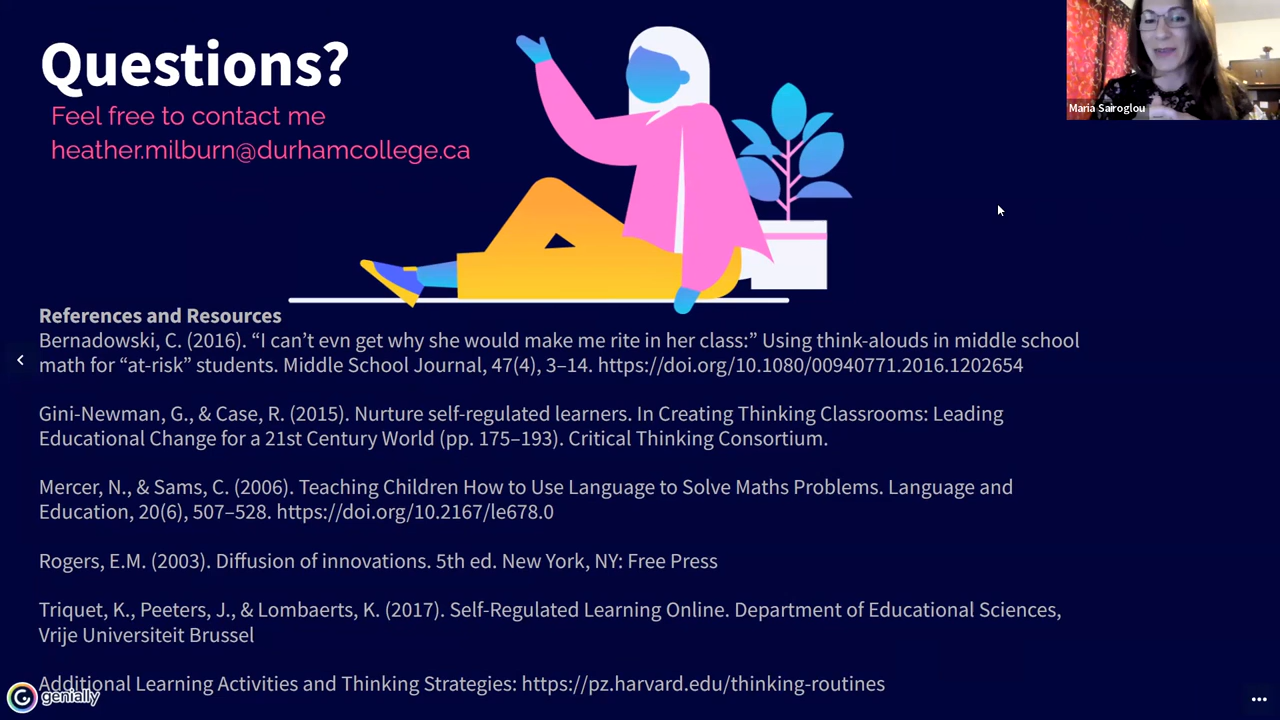 Questions?
Feel free to contact me
heather.milburn@durhamcollege.ca
Maria Sairoglou
References and Resources
Bernadowski, C. (2016). “I can’t evn get why she would make me rite in her class:” Using think-alouds in middle school
math for “at-risk” students. Middle School Journal, 47(4), 3–14. https://doi.org/10.1080/00940771.2016.1202654
Gini-Newman, G., & Case, R. (2015). Nurture self-regulated learners. In Creating Thinking Classrooms: Leading
Educational Change for a 21st Century World (pp. 175–193). Critical Thinking Consortium.
Mercer, N., & Sams, C. (2006). Teaching Children How to Use Language to Solve Maths Problems. Language and
Education, 20(6), 507–528. https://doi.org/10.2167/le678.0
Rogers, E.M. (2003). Diffusion of innovations. 5th ed. New York, NY: Free Press
Triquet, K., Peeters, J., & Lombaerts, K. (2017). Self-Regulated Learning Online. Department of Educational Sciences,
Vrije Universiteit Brussel
Additional Learning Activities and Thinking Strategies: https://pz.harvard.edu/thinking-routines
genially